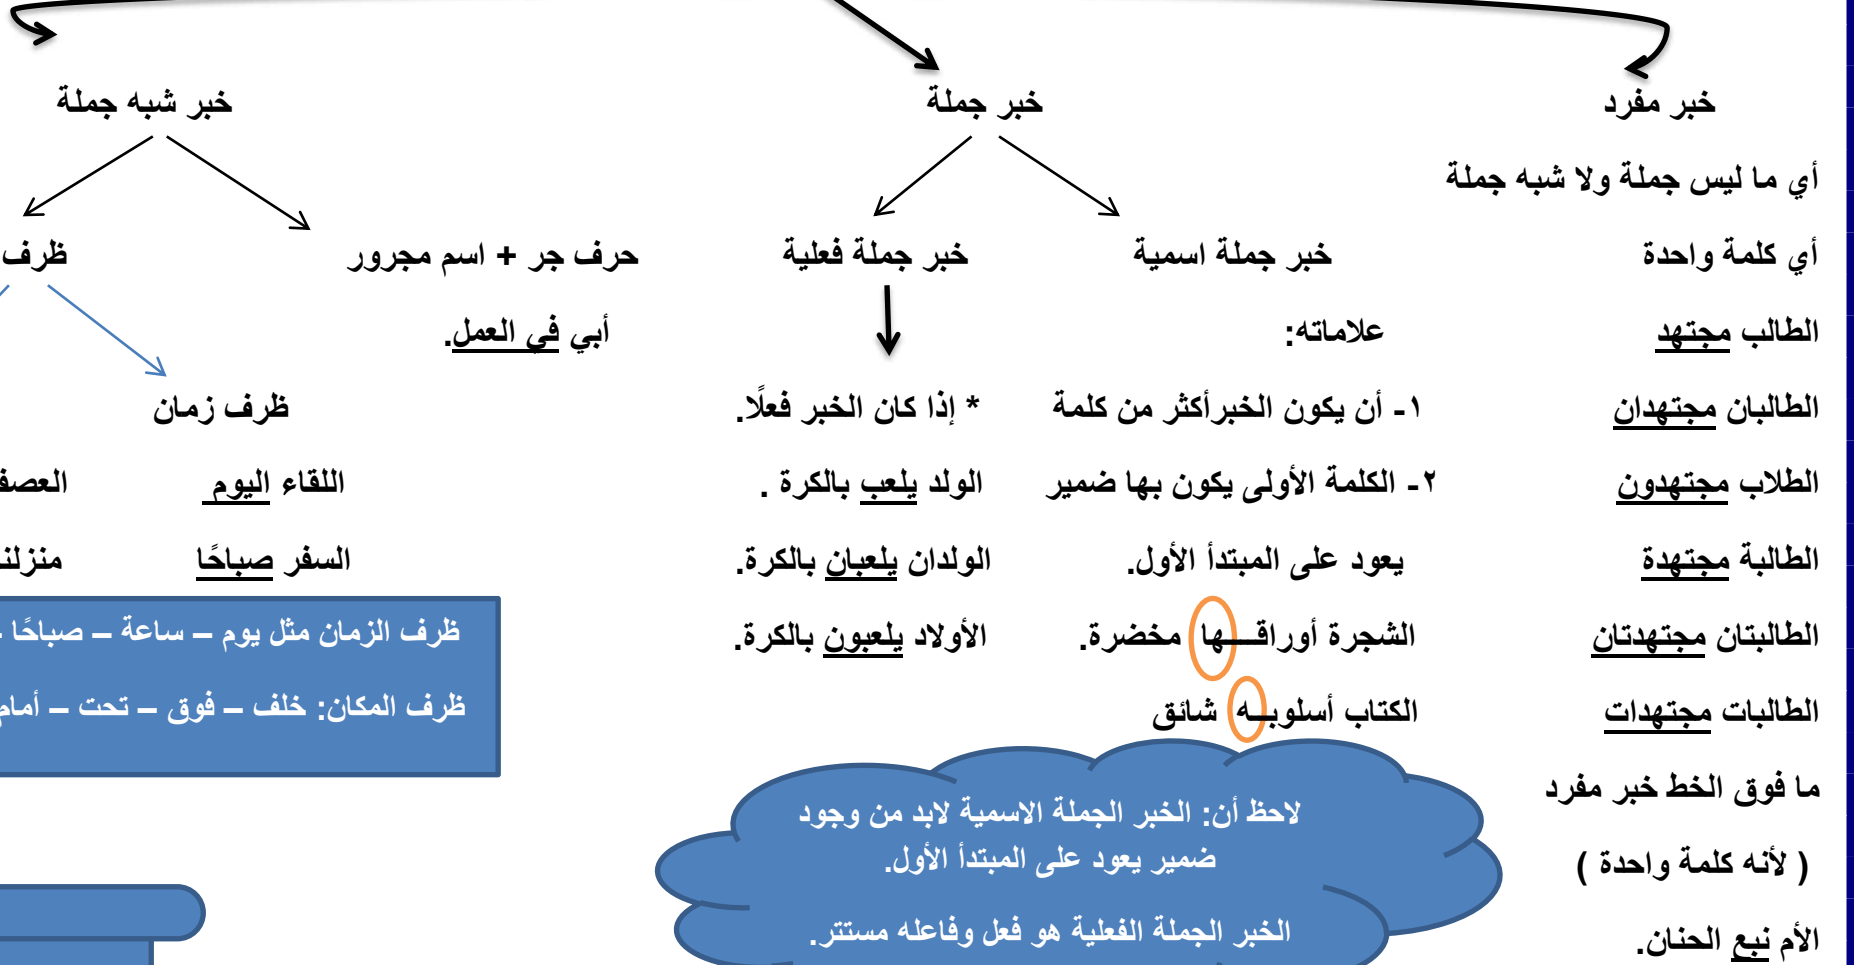 خبر مفرد
أي ما ليس جملة ولا شبه جملة
أي كلمة واحدة
الطالب مجتهد
الطالبان مجتهدان
الطلاب مجتهدون
الطالبة مجتهدة
الطالبتان مجتهدتان
الطالبات مجتهدات
ما فوق الخط خبر مفرد
( لأنه كلمة واحدة )
الأم نبع الحنان.
خبر جملة
خبر جملة اسمية
علاماته:
١- أن يكون الخبرأكثر من كلمة
٢- الكلمة الأولى يكون بها ضمير
يعود على المبتدأ الأول.
الشجرة أوراقـــها مخضرة.
الكتاب أسلوبـه شائق
خبر جملة فعلية
* إذا كان الخبر فعلًا.
الولد يلعب بالكرة .
الولدان يلعبان بالكرة.
الأولاد يلعبون بالكرة.
لاحظ أن: الخبر الجملة الاسمية لابد من وجود
ضمير يعود على المبتدأ الأول.
الخبر الجملة الفعلية هو فعل وفاعله مستتر.
خبر شبه جملة
حرف جر + اسم مجرور
أبي في العمل.
ظرف
ظرف زمان
اللقاء اليوم
السفر صباحًا
ظرف الزمان مثل يوم – ساعة – صباحًا –
ظرف المكان: خلف – فوق – تحت – أمام